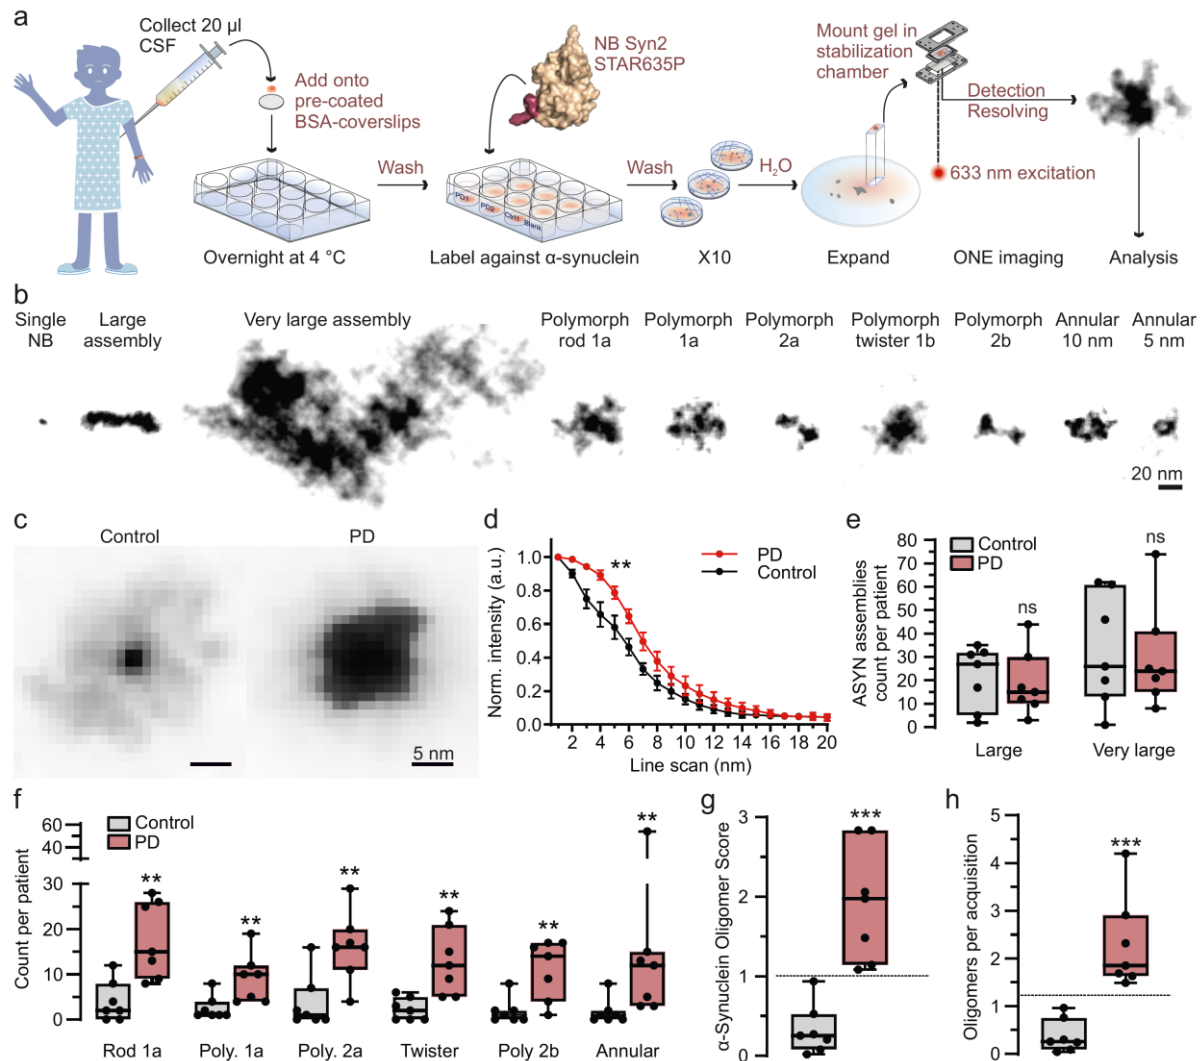 a
Collect 20 µl
CSF
Add onto
pre-coated
BSA-coverslips
NB Syn2
STAR635P
Mount gel in
stabilization
chamber
Detection
Resolving
Wash
Wash
H2O
633 nm excitation
PD1
PD2
Ctrl1
Blank
Overnight at 4 °C
Label against α-synuclein
X10
Expand
ONE imaging
Analysis
b
Single
NB
Large
assembly
Very large assembly
Polymorph
rod 1a
Polymorph
1a
Polymorph
2a
Polymorph
twister 1b
Polymorph
2b
Annular
10 nm
Annular
5 nm
20 nm
c
Control
PD
5 nm
d
Norm. intensity (a.u.)
1.0
0.8
0.6
0.4
0.2
0.0
**
PD
Control
2 4 6 8 10 12 14 16 18 20
Line scan (nm)
e
ASYN assemblies
count per patient
80
70
60
50
40
30
20
10
0
Control
PD
ns
ns
Large
Very large
f
Count per patient
60
40
30
20
10
0
Control
PD
**
**
**
**
**
**
Rod 1a
Poly. 1a
Poly. 2a
Twister
Poly 2b
Annular
g
α-Synuclein Oligomer Score
3
2
1
0
***
h
Oligomers per acquisition
5
4
3
2
1
0
***